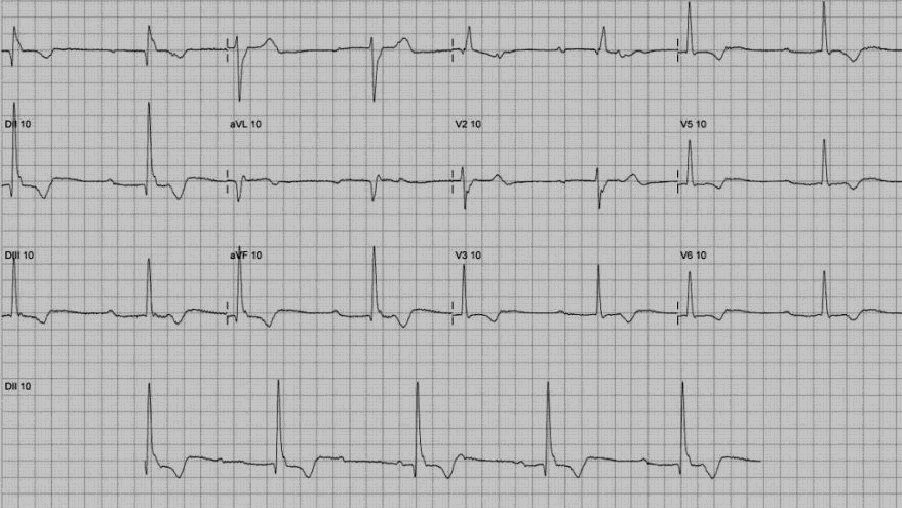 DII 10
aVL 10
V2 10
V5 10
DIII 10
aVF 10
V3 10
V6 10
DII 10